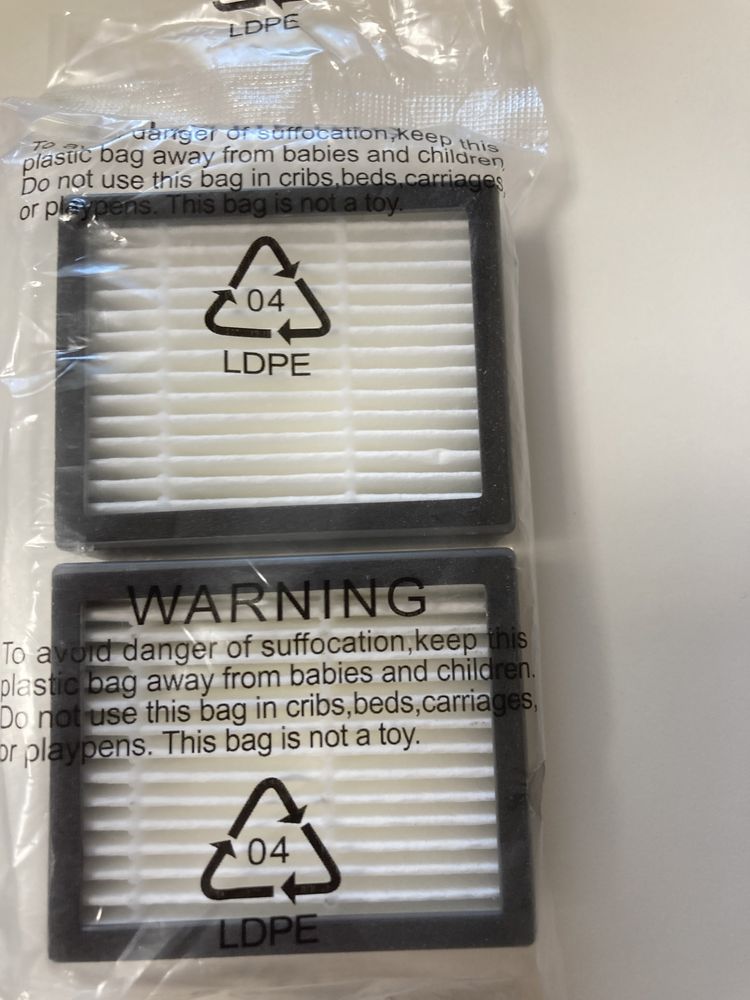 LDPE
To danger of suffocation,keep this
plastic bag away from babies and children
Do not use this bag in cribs,beds,carriages,
or playpens. This bag is not a toy.
04
LDPE
WARNING
To avoid danger of suffocation,keep this
plastic bag away from babies and children.
Do not use this bag in cribs,beds,carriages,
or playpens. This bag is not a toy.
04
LDPE